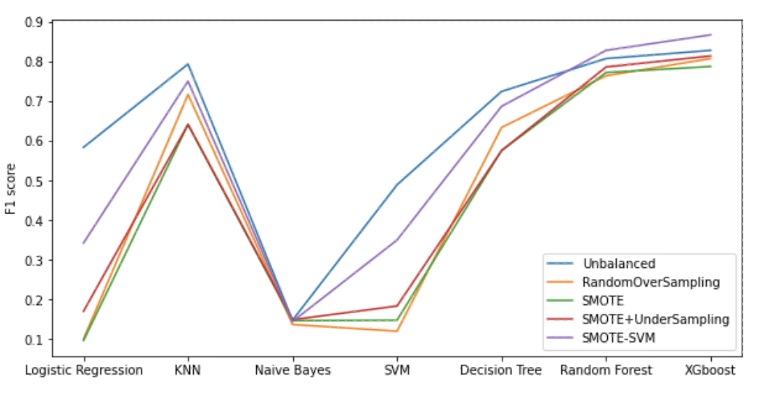 0.9
0.8
0.7
0.6
0.5
0.4
0.3
0.2
0.1
F1 score
Unbalanced
RandomOverSampling
SMOTE
SMOTE+UnderSampling
SMOTE-SVM
Logistic Regression KNN Naive Bayes SVM Decision Tree Random Forest XGboost